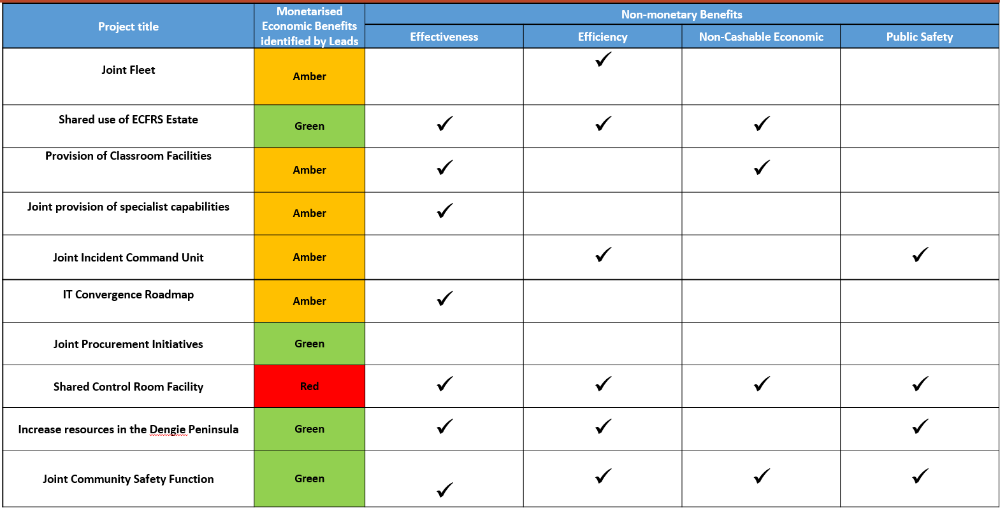 Project title
Monetarised
Economic Benefits
identified by Leads
Non-monetary Benefits
Effectiveness
Efficiency
Non-Cashable Economic
Public Safety
Joint Fleet
Amber
✓
Shared use of ECFRS Estate
Green
✓
✓
✓
Provision of Classroom Facilities
Amber
✓
✓
Joint provision of specialist capabilities
Amber
✓
Joint Incident Command Unit
Amber
✓
✓
IT Convergence Roadmap
Amber
✓
Joint Procurement Initiatives
Green
Shared Control Room Facility
Red
✓
✓
✓
✓
Increase resources in the Dengie Peninsula
Green
✓
✓
✓
Joint Community Safety Function
Green
✓
✓
✓
✓